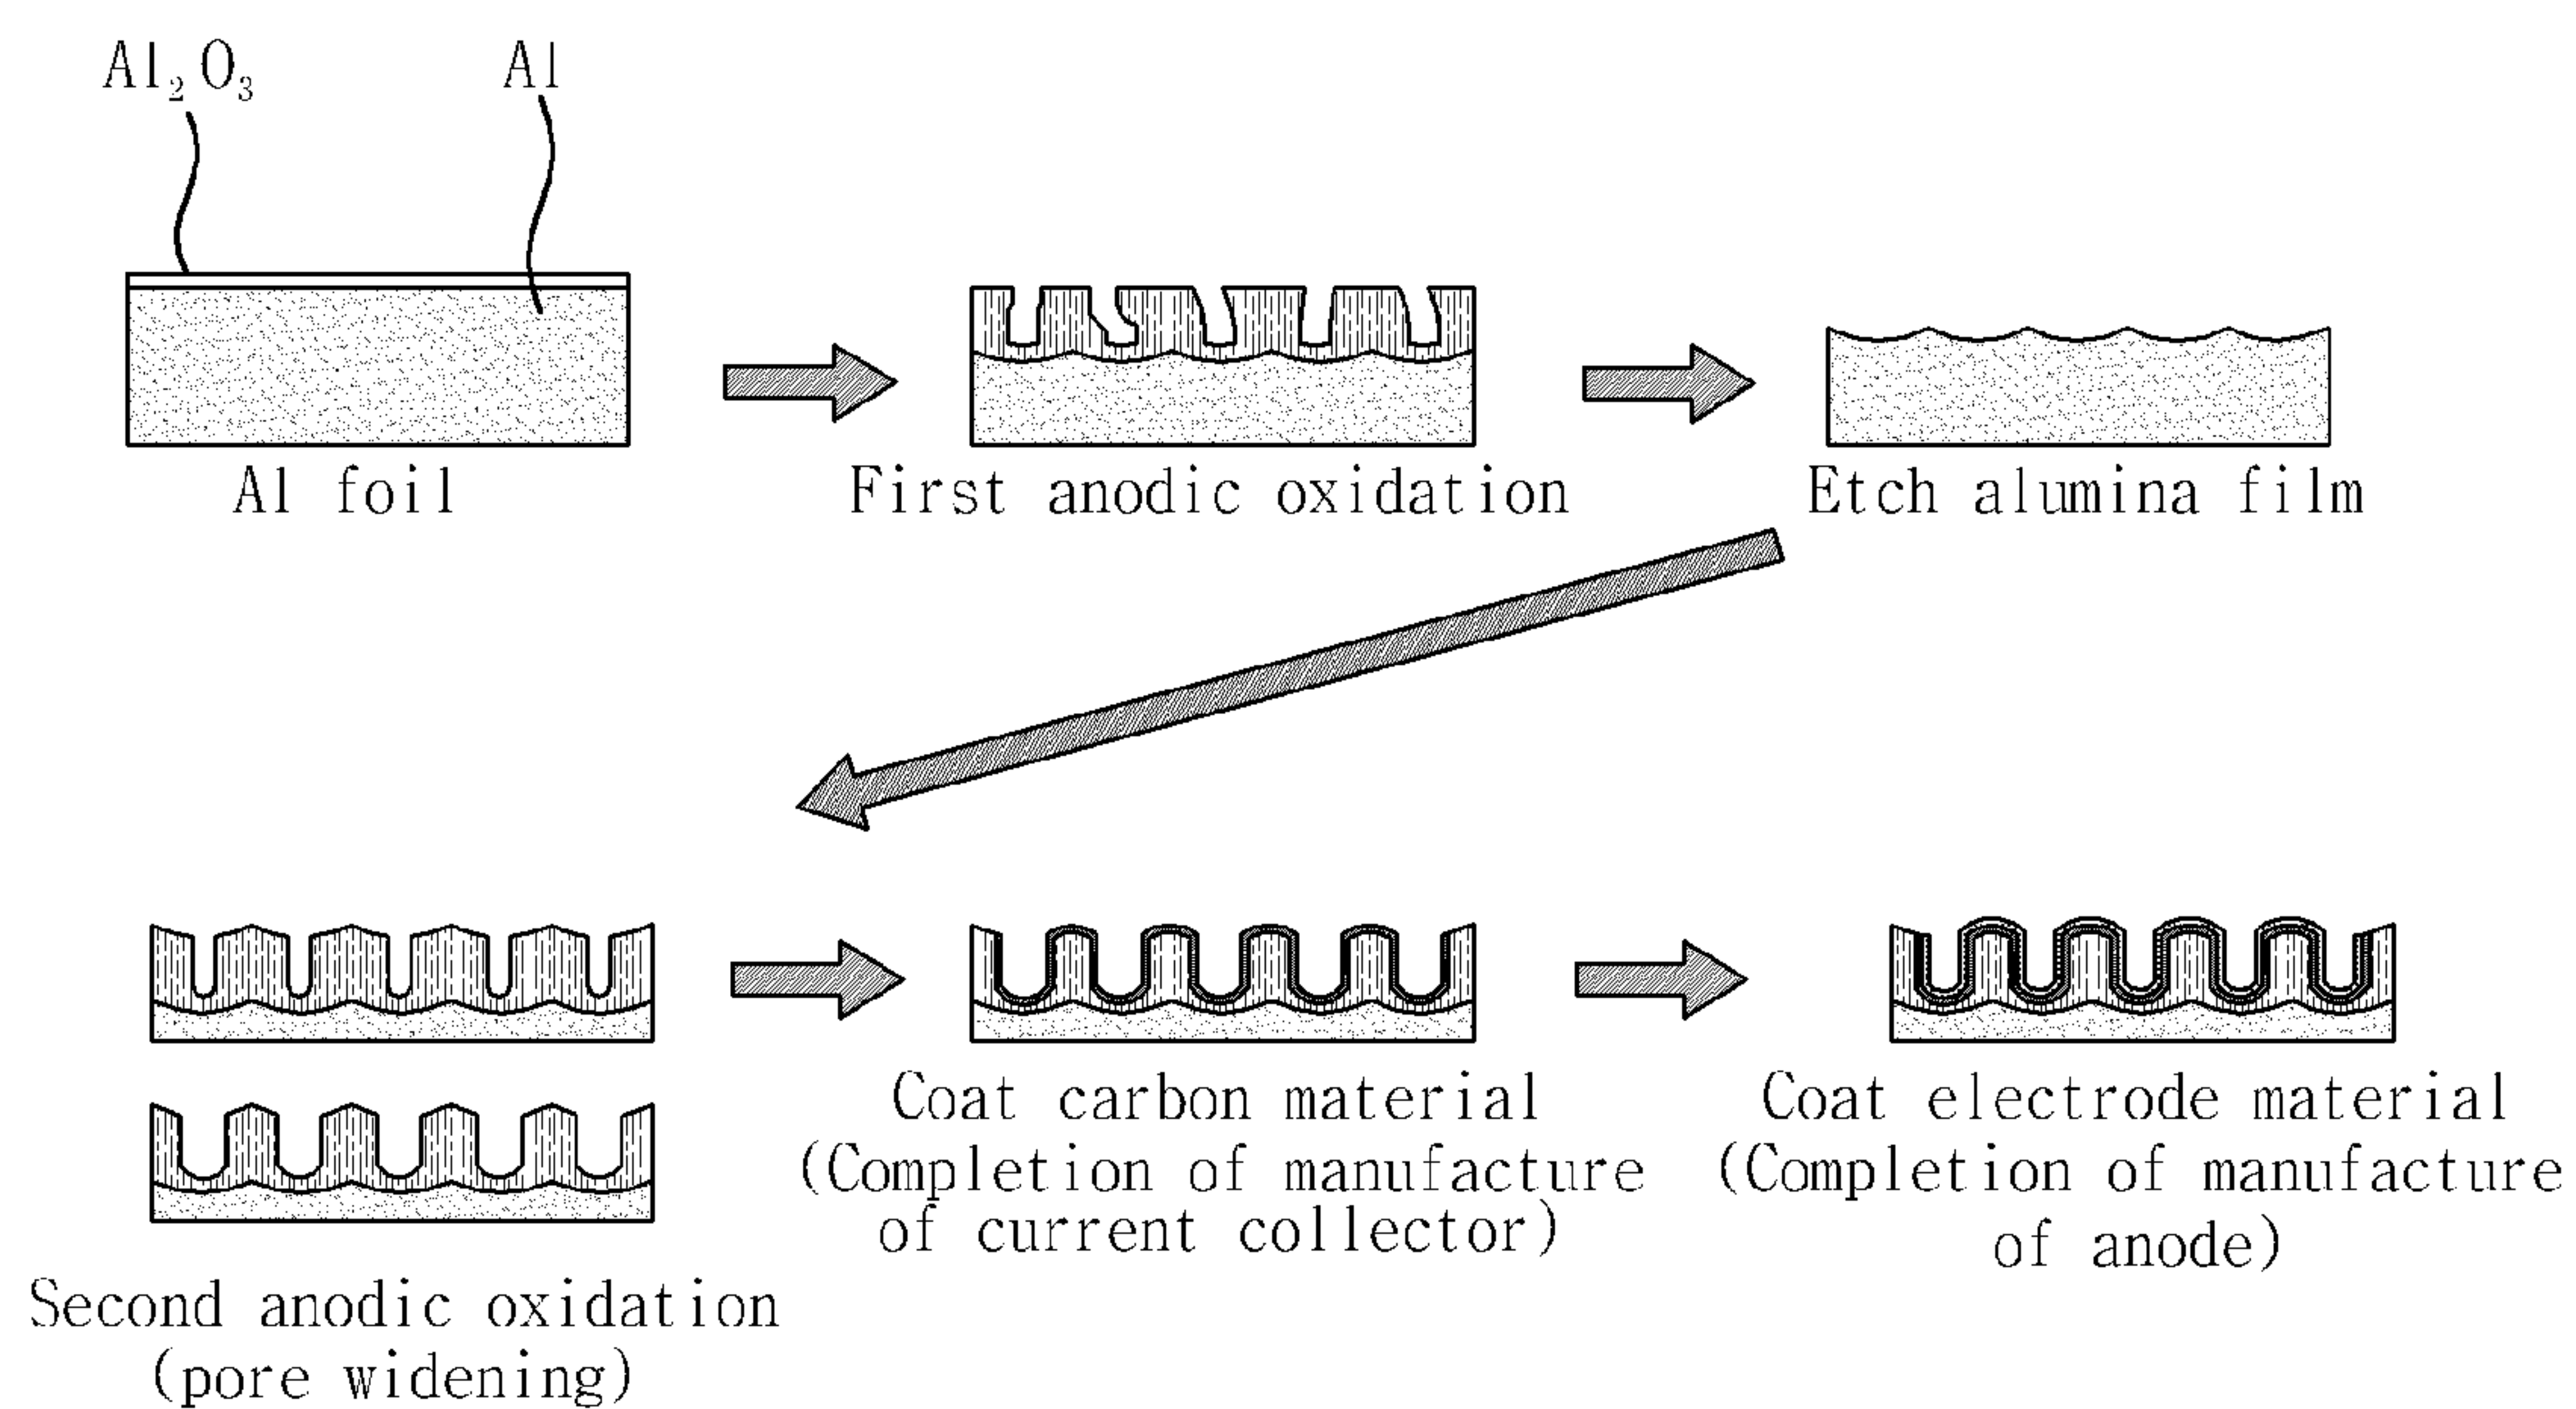 Al₂O₃
Al
Al foil
First anodic oxidation
Etch alumina film
Second anodic oxidation
(pore widening)
Coat carbon material
(Completion of manufacture
of current collector)
Coat electrode material
(Completion of manufacture
of anode)